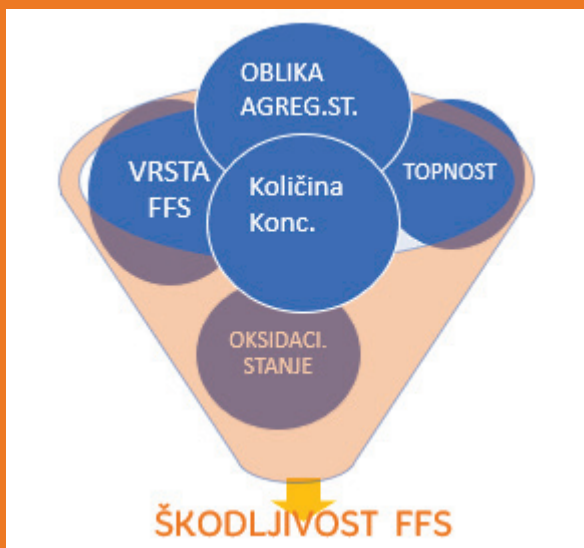 OBLIKA
AGREG.ST.
VRSTA
FFS
Količina
Konc.
TOPNOST
OKSIDACI.
STANJE
ŠKODLJIVOST FFS